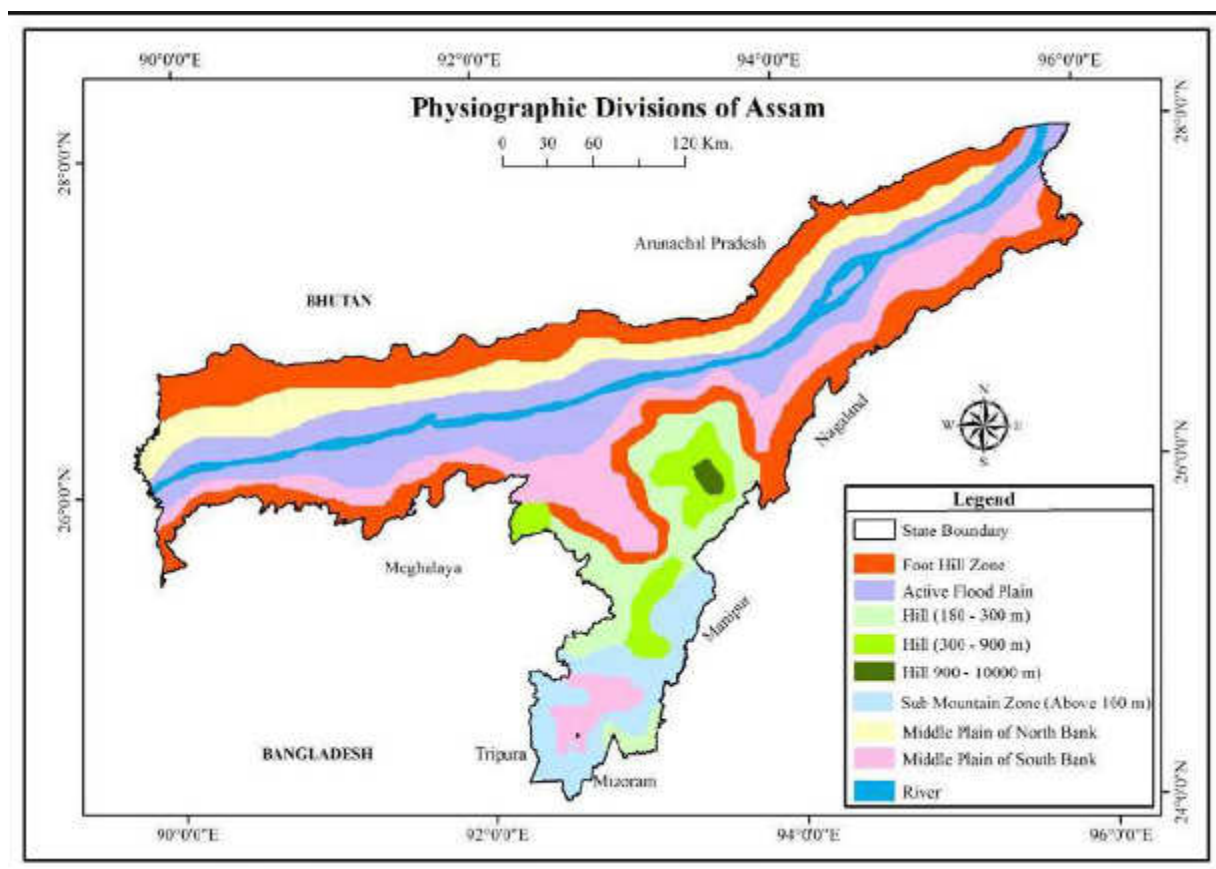 90°0'0"E 92°0'0"E 94°0'0"E 96°0'0"E
Physiographic Divisions of Assam
0 30 60 120 Km.
28°0'0"N
28°0'0"N
Arunachal Pradesh
BHUTAN
Nagaland
N
W E
S
26°0'0"N
26°0'0"N
Meghalaya
Manipur
BANGLADESH
Tripura
Mizoram
Legend
State Boundary
Foot Hill Zone
Active Flood Plain
Hill (180 - 300 m)
Hill (300 - 900 m)
Hill 900 - 10000 m)
Sub Mountain Zone (Above 160 m)
Middle Plain of North Bank
Middle Plain of South Bank
River
24°0'0"N
90°0'0"E 92°0'0"E 94°0'0"E 96°0'0"E